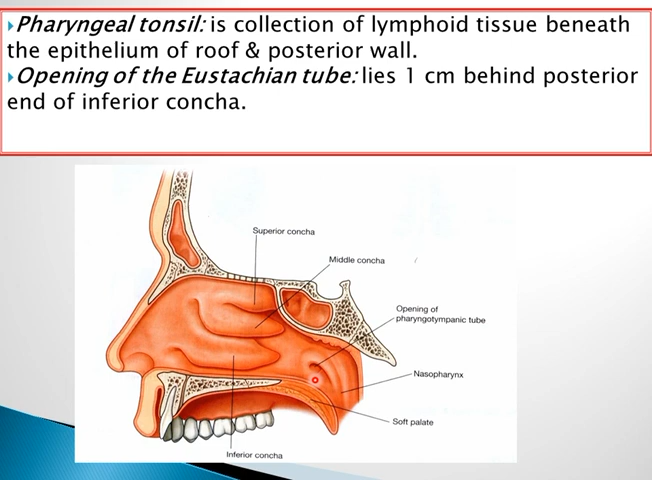 Pharyngeal tonsil: is collection of lymphoid tissue beneath
the epithelium of roof & posterior wall.
Opening of the Eustachian tube: lies 1 cm behind posterior
end of inferior concha.
Superior concha
Middle concha
Opening of
pharyngotympanic tube
Nasopharynx
Soft palate
Inferior concha